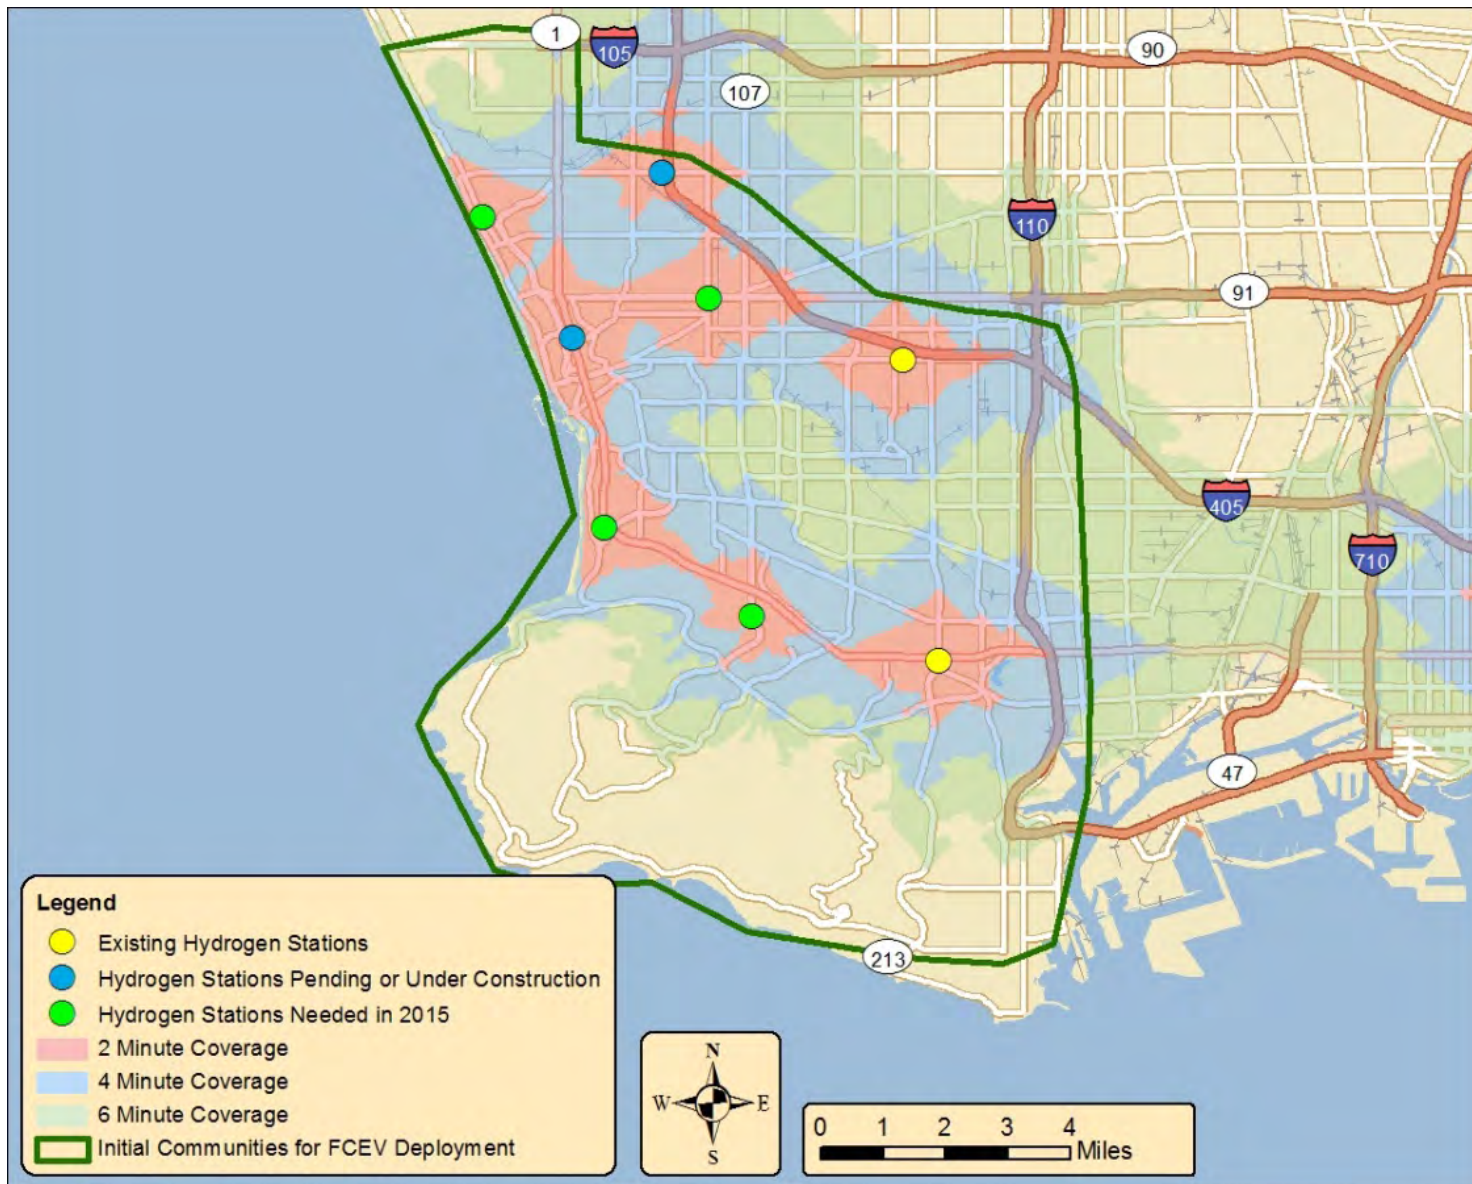 1
105
90
107
110
91
405
710
47
213
Legend
Existing Hydrogen Stations
Hydrogen Stations Pending or Under Construction
Hydrogen Stations Needed in 2015
2 Minute Coverage
4 Minute Coverage
6 Minute Coverage
Initial Communities for FCEV Deployment
N
W E
S
0 1 2 3 4
Miles